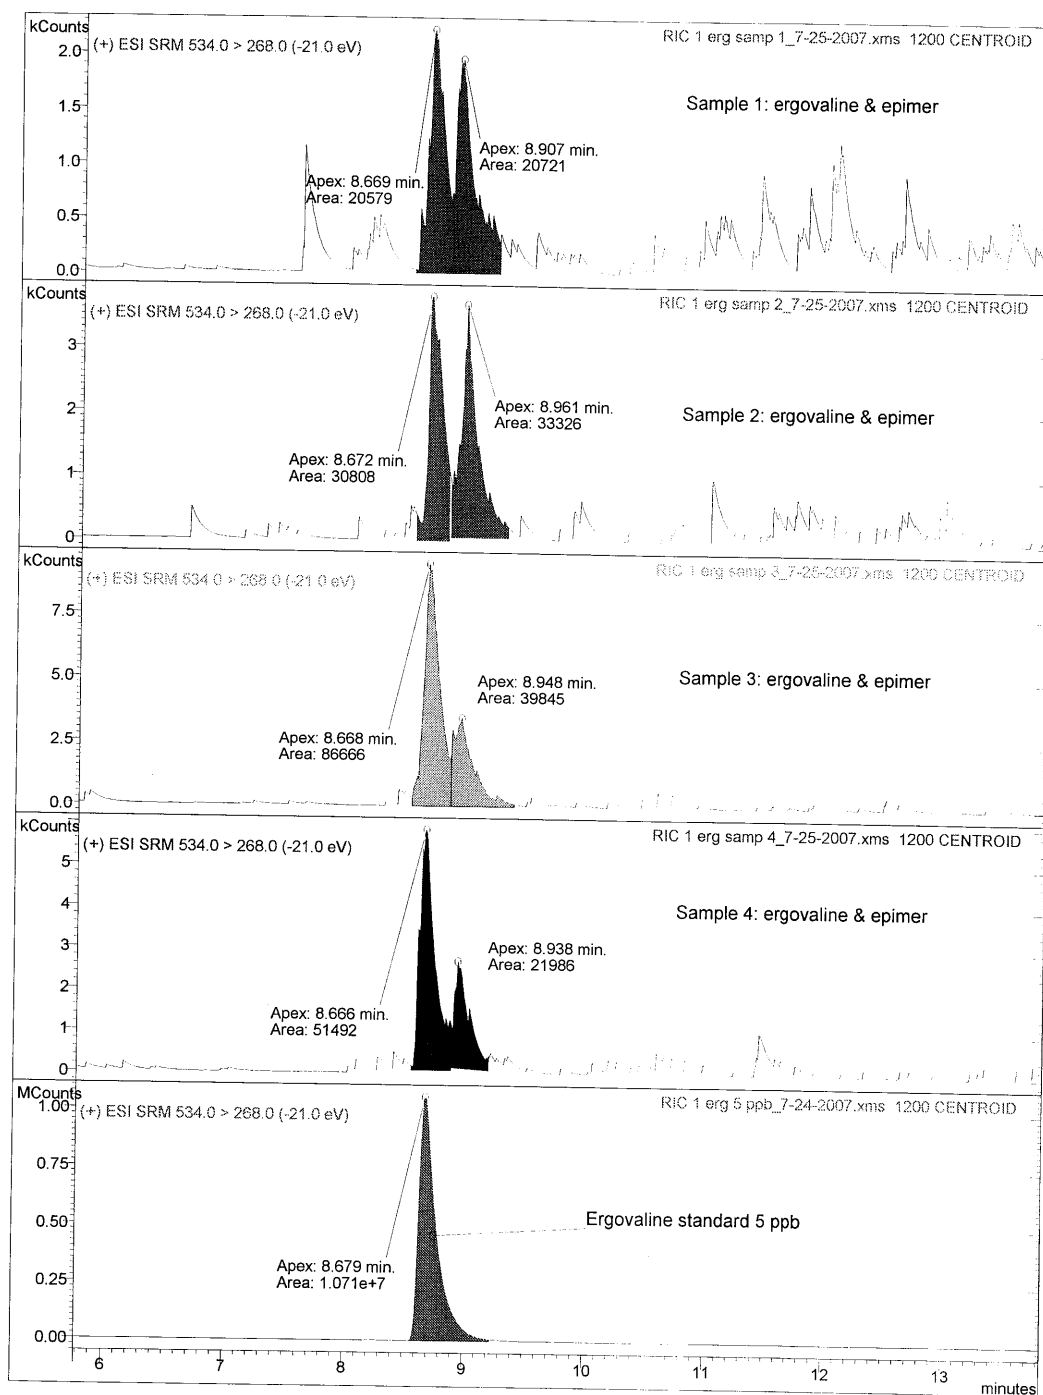 kCounts
(+) ESI SRM 534.0 > 268.0 (-21.0 eV)
RIC 1 erg samp 1_7-25-2007.xms 1200 CENTROID
2.0
Sample 1: ergovaline & epimer
1.5
Apex: 8.907 min.
Area: 20721
1.0
Apex: 8.669 min.
Area: 20579
0.5
0.0
kCounts
(+) ESI SRM 534.0 > 268.0 (-21.0 eV)
RIC 1 erg samp 2_7-25-2007.xms 1200 CENTROID
3
Apex: 8.961 min.
Area: 33326
Sample 2: ergovaline & epimer
2
Apex: 8.672 min.
Area: 30808
1
0
kCounts
(+) ESI SRM 534.0 > 268.0 (-21.0 eV)
RIC 1 erg samp 3_7-25-2007.xms 1200 CENTROID
7.5
Apex: 8.948 min.
Area: 39845
Sample 3: ergovaline & epimer
5.0
Apex: 8.668 min.
Area: 86666
2.5
0.0
kCounts
(+) ESI SRM 534.0 > 268.0 (-21.0 eV)
RIC 1 erg samp 4_7-25-2007.xms 1200 CENTROID
5
4
Sample 4: ergovaline & epimer
3
Apex: 8.938 min.
Area: 21986
2
Apex: 8.666 min.
Area: 51492
1
0
MCounts
(+) ESI SRM 534.0 > 268.0 (-21.0 eV)
RIC 1 erg 5 ppb_7-24-2007.xms 1200 CENTROID
1.00
0.75
0.50
Ergovaline standard 5 ppb
Apex: 8.679 min.
Area: 1.071e+7
0.25
0.00
6 7 8 9 10 11 12 13
minutes